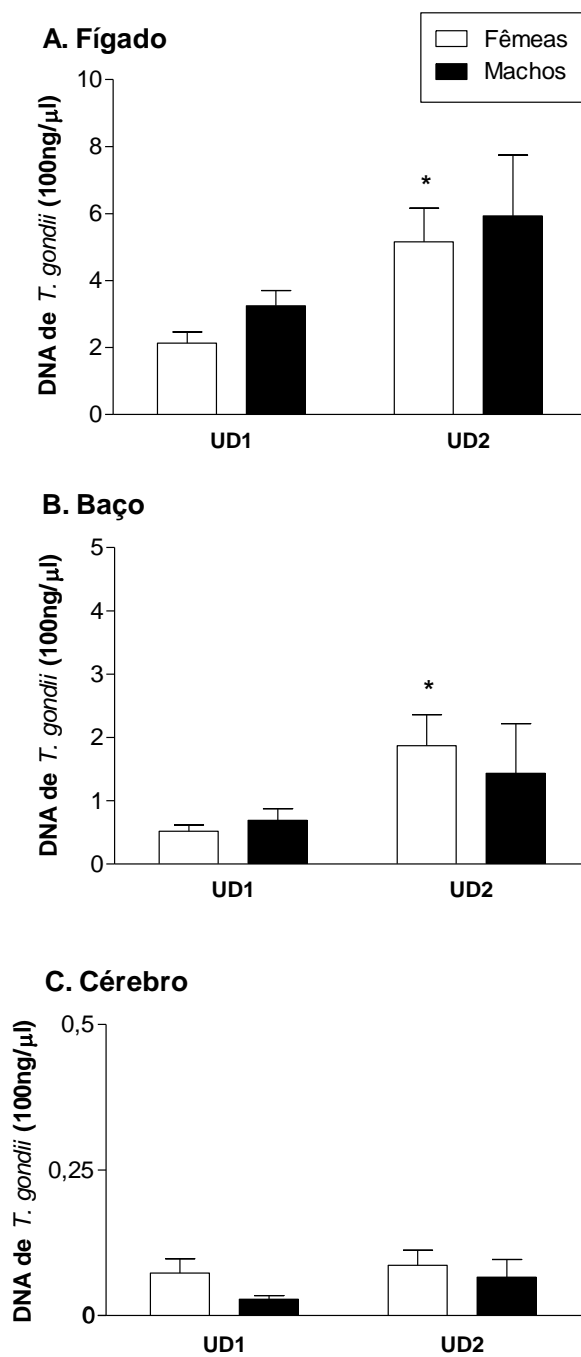 A. Fígado
Fêmeas
Machos
DNA de T. gondii (100ng/µl)
10
8
6
4
2
0
*
UD1
UD2
B. Baço
DNA de T. gondii (100ng/µl)
5
4
3
2
1
0
*
UD1
UD2
C. Cérebro
DNA de T. gondii (100ng/µl)
0,5
0,25
0
UD1
UD2